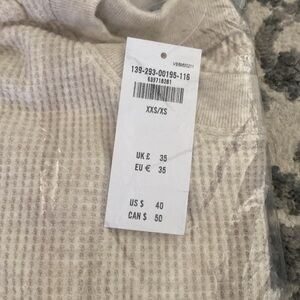 139-293-00195-116
XXS/XS
UK £ 35
EU € 35
US $ 40
CAN $ 50